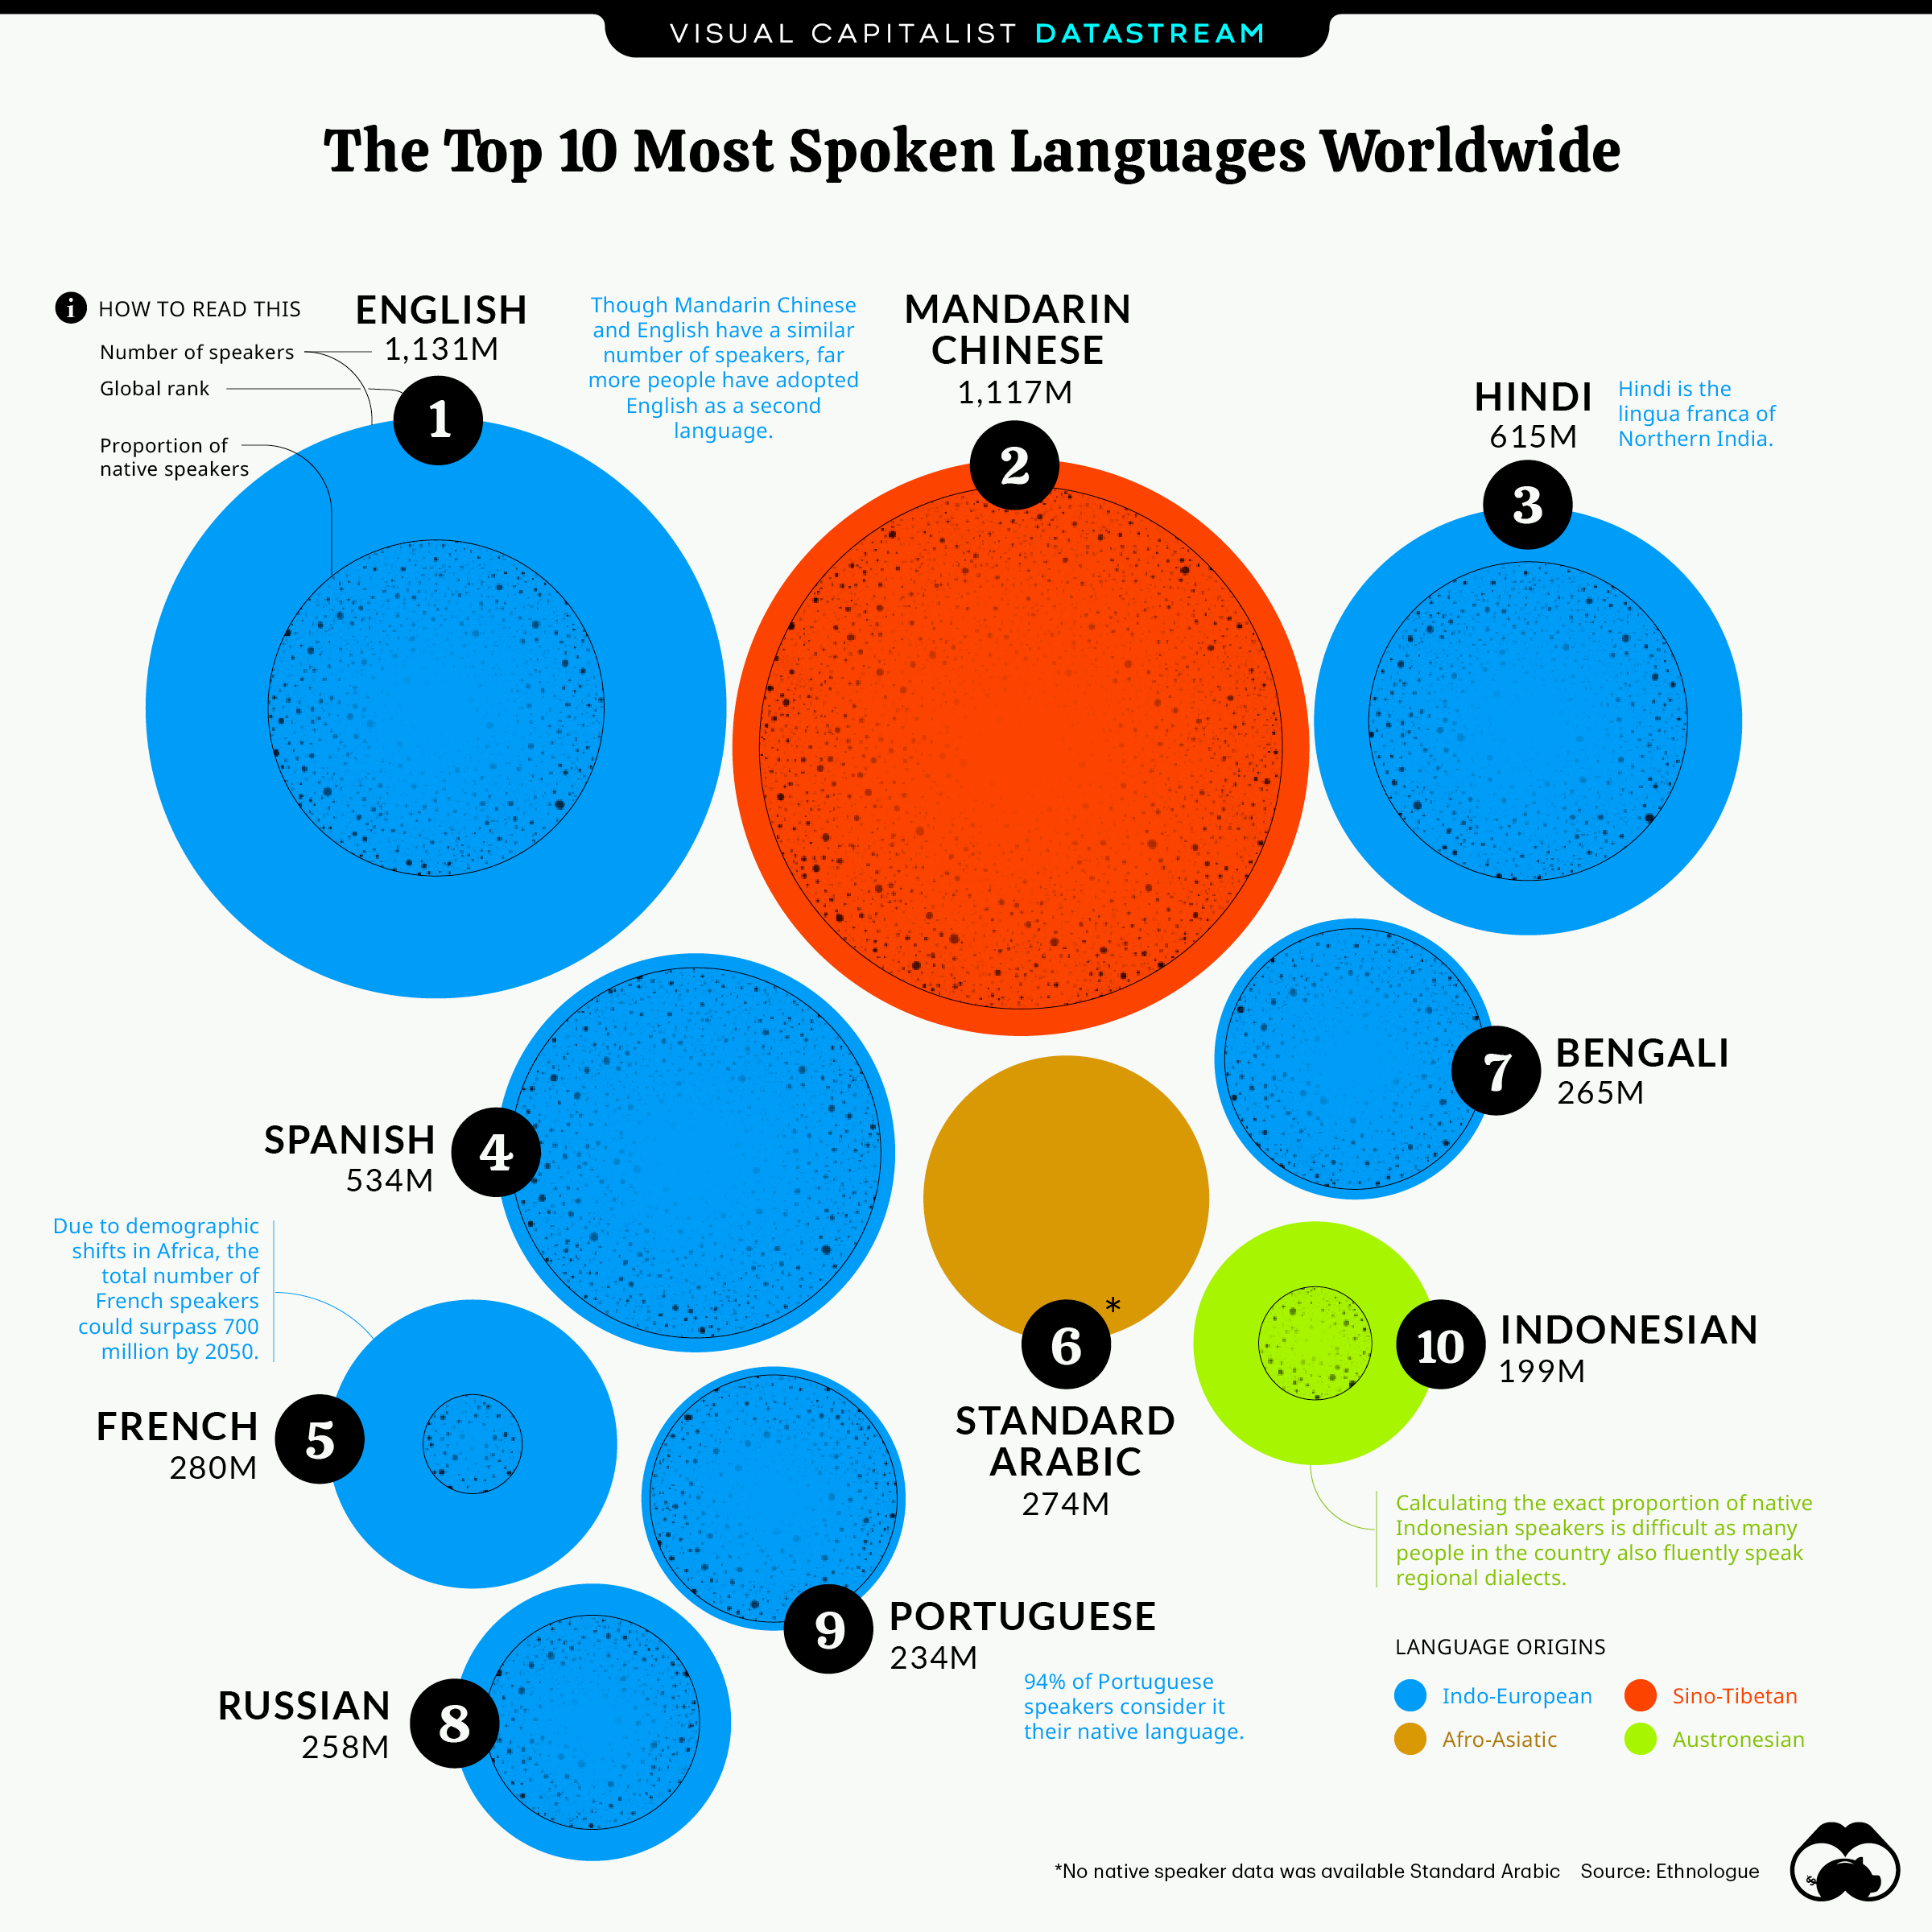 VISUAL CAPITALIST DATASTREAM
The Top 10 Most Spoken Languages Worldwide
i HOW TO READ THIS
Number of speakers
Global rank
Proportion of
native speakers
ENGLISH
1,131M
1
Though Mandarin Chinese
and English have a similar
number of speakers, far
more people have adopted
English as a second
language.
MANDARIN
CHINESE
1,117M
2
HINDI
615M
3
Hindi is the
lingua franca of
Northern India.
SPANISH
534M
4
BENGALI
265M
7
Due to demographic
shifts in Africa, the
total number of
French speakers
could surpass 700
million by 2050.
FRENCH
280M
5
*
6
STANDARD
ARABIC
274M
10
INDONESIAN
199M
Calculating the exact proportion of native
Indonesian speakers is difficult as many
people in the country also fluently speak
regional dialects.
9
PORTUGUESE
234M
94% of Portuguese
speakers consider it
their native language.
RUSSIAN
258M
8
LANGUAGE ORIGINS
Indo-European
Sino-Tibetan
Afro-Asiatic
Austronesian
*No native speaker data was available Standard Arabic Source: Ethnologue
$